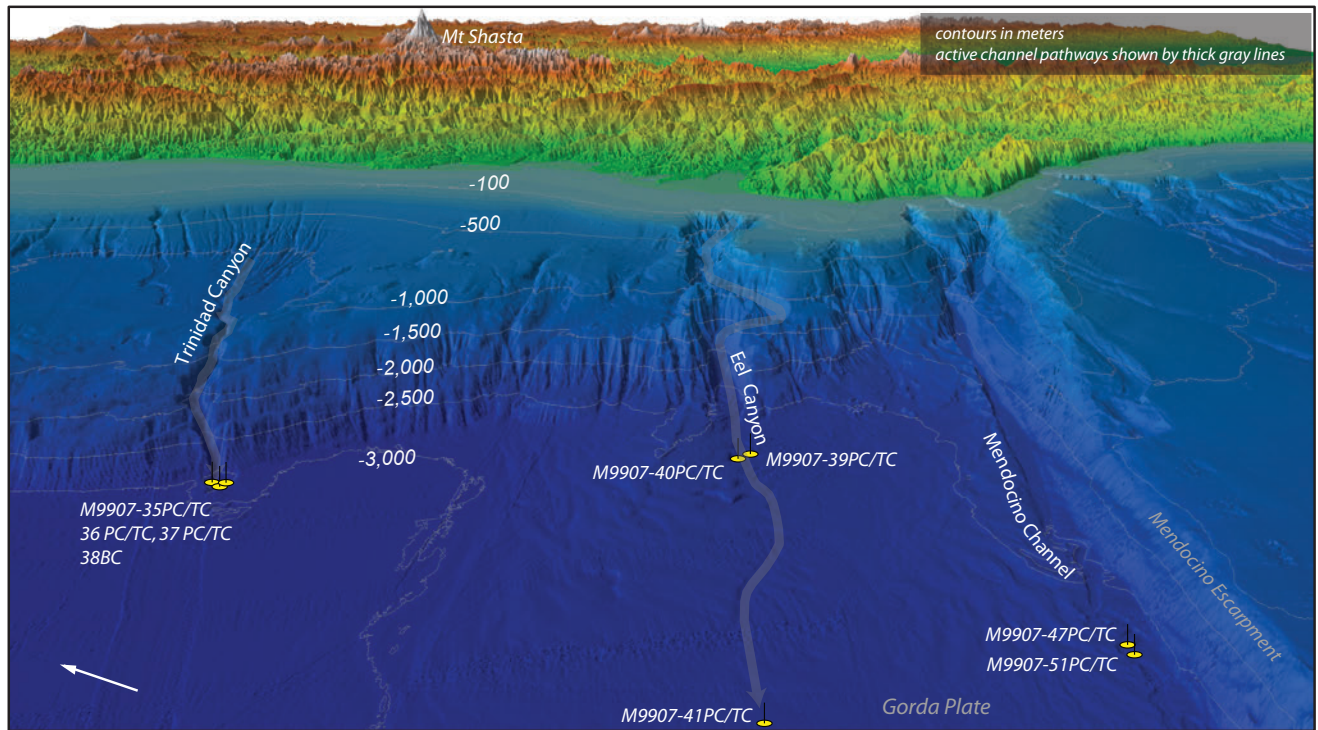 Mt Shasta
contours in meters
active channel pathways shown by thick gray lines
-100
-500
-1,000
-1,500
-2,000
-2,500
-3,000
Trinidad Canyon
Eel Canyon
Mendocino Channel
Mendocino Escarpment
M9907-40PC/TC
M9907-39PC/TC
M9907-35PC/TC
36 PC/TC, 37 PC/TC
38BC
M9907-47PC/TC
M9907-51PC/TC
M9907-41PC/TC
Gorda Plate